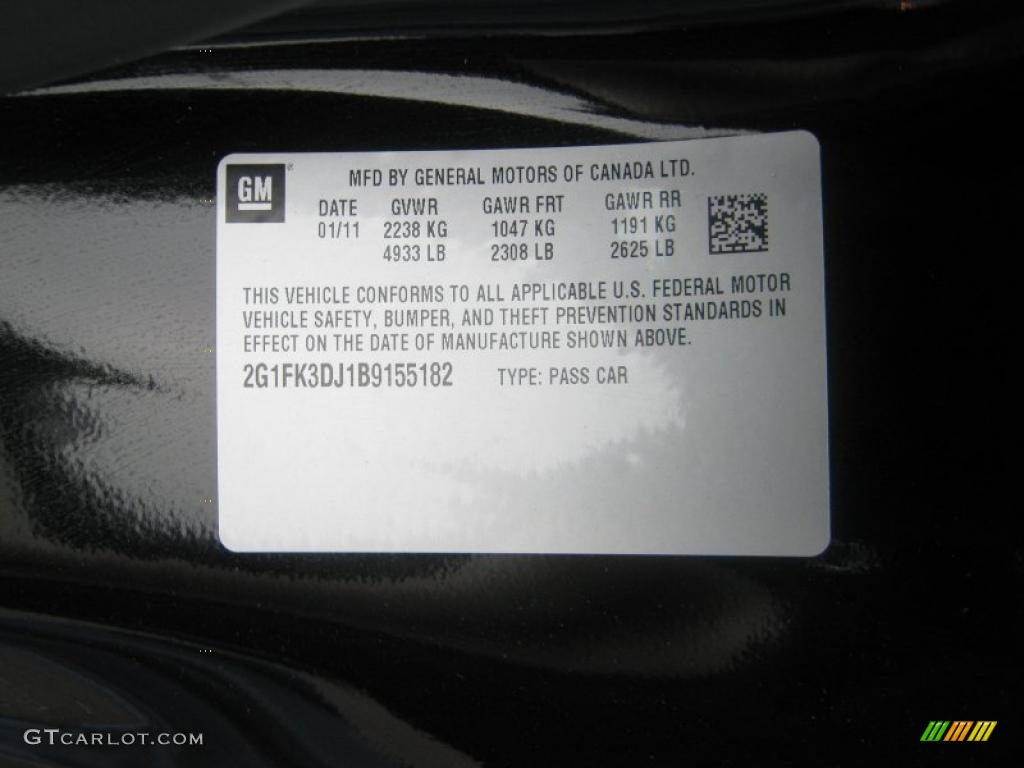 GM
MFD BY GENERAL MOTORS OF CANADA LTD.
DATE GVWR GAWR FRT GAWR RR
01/11 2238 KG 1047 KG 1191 KG
4933 LB 2308 LB 2625 LB
THIS VEHICLE CONFORMS TO ALL APPLICABLE U.S. FEDERAL MOTOR
VEHICLE SAFETY, BUMPER, AND THEFT PREVENTION STANDARDS IN
EFFECT ON THE DATE OF MANUFACTURE SHOWN ABOVE.
2G1FK3DJ1B9155182 TYPE: PASS CAR
GTCARLOT.COM